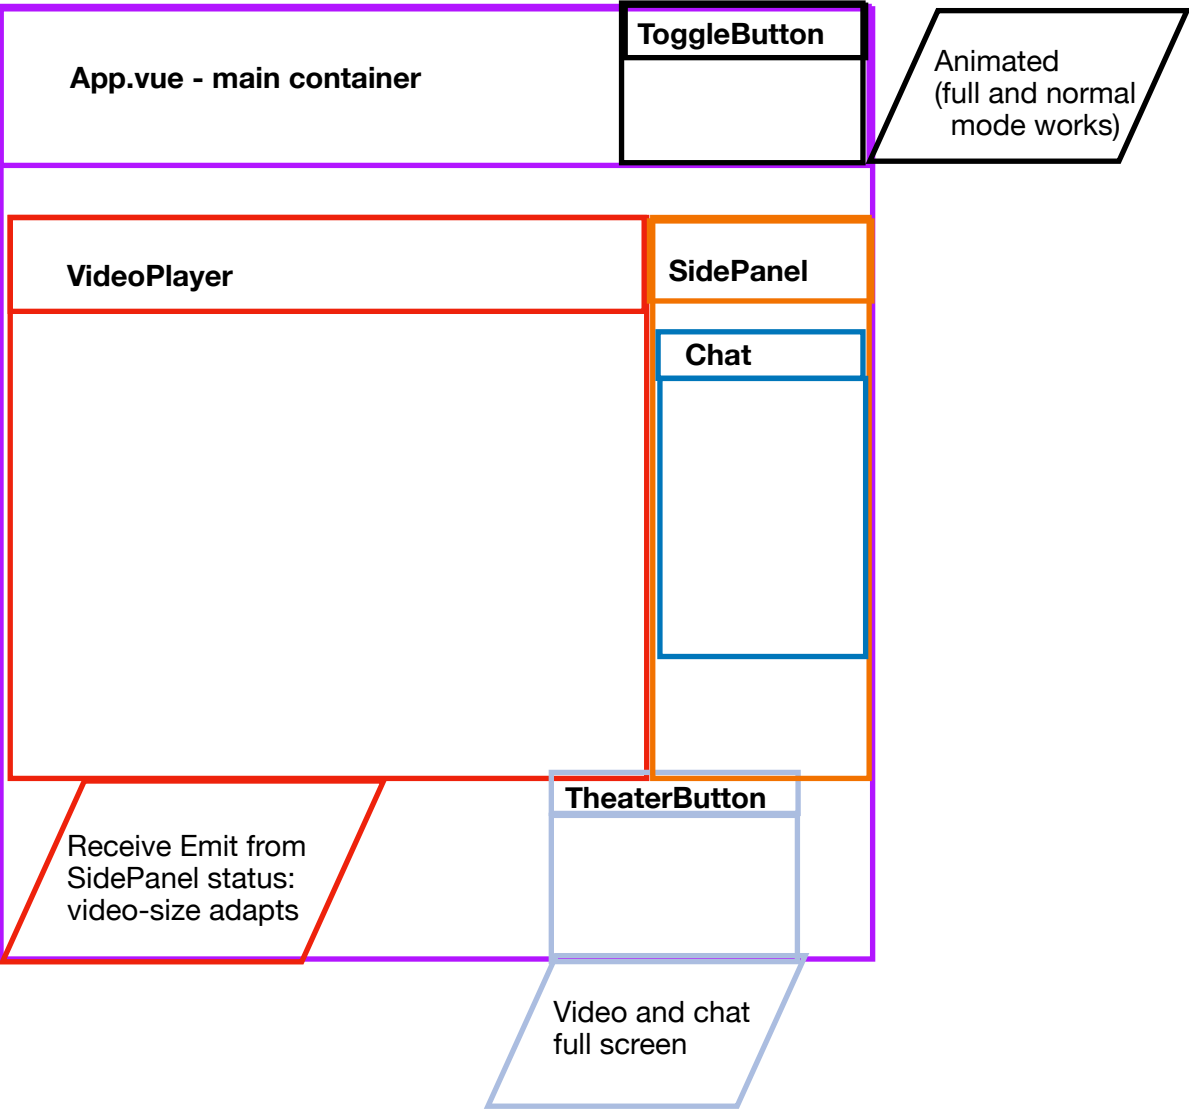 ToggleButton
App.vue - main container
Animated
(full and normal
mode works)
VideoPlayer
SidePanel
Chat
TheaterButton
Receive Emit from
SidePanel status:
video-size adapts
Video and chat
full screen